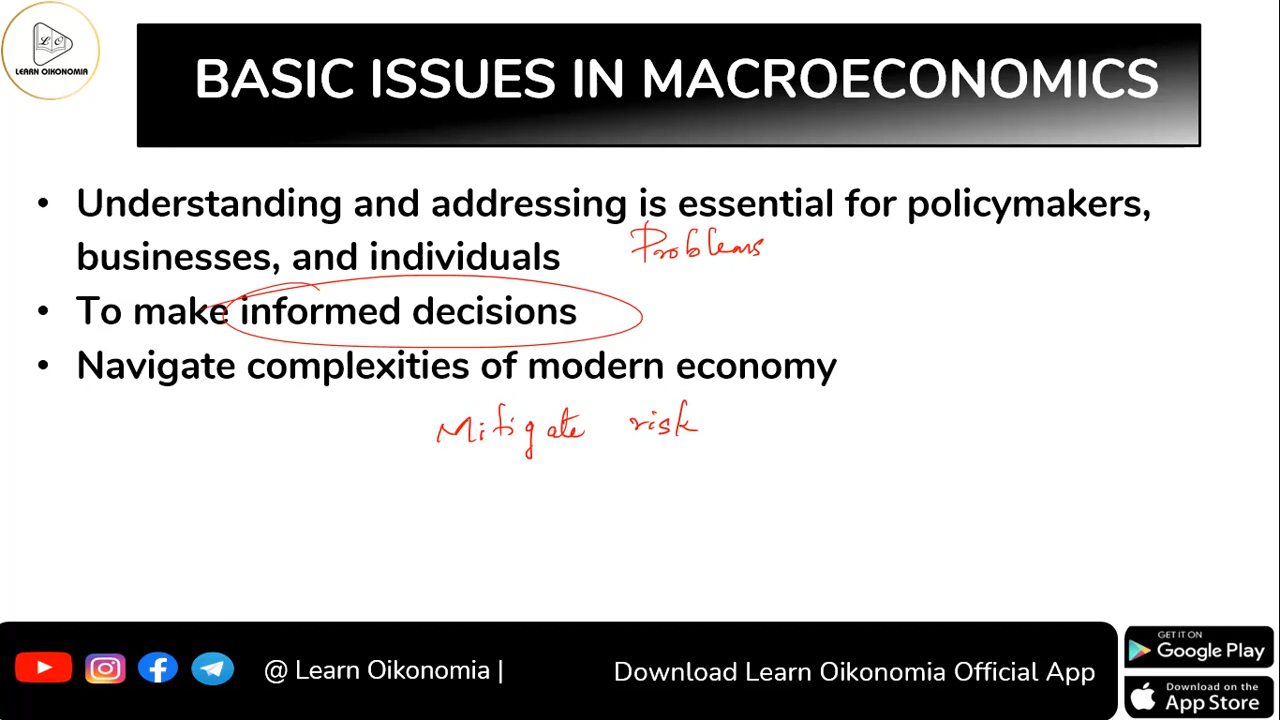 LO
LEARN OIKONOMIA
BASIC ISSUES IN MACROECONOMICS
• Understanding and addressing is essential for policymakers,
businesses, and individuals
Problems
• To make informed decisions
• Navigate complexities of modern economy
Mitigate risk
@ Learn Oikonomia |
Download Learn Oikonomia Official App
GET IT ON
Google Play
Download on the
App Store